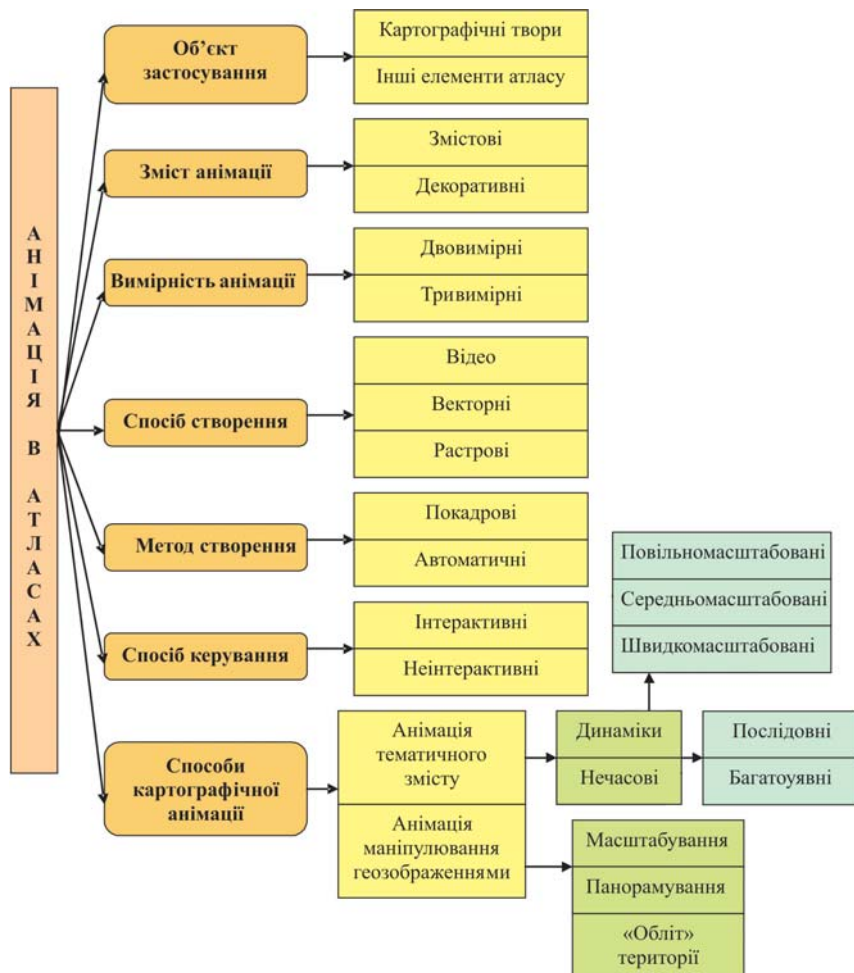 АНІМАЦІЯ В АТЛАСАХ
Об’єкт
застосування
Картографічні твори
Інші елементи атласу
Зміст анімації
Змістові
Декоративні
Вимірність анімації
Двовимірні
Тривимірні
Спосіб створення
Відео
Векторні
Растрові
Метод створення
Покадрові
Автоматичні
Спосіб керування
Інтерактивні
Неінтерактивні
Способи
картографічної
анімації
Анімація
тематичного
змісту
Анімація
маніпулювання
геозображеннями
Динаміки
Нечасові
Повільномасштабовані
Середньомасштабовані
Швидкомасштабовані
Послідовні
Багатоуявні
Масштабування
Панорамування
«Обліт»
території